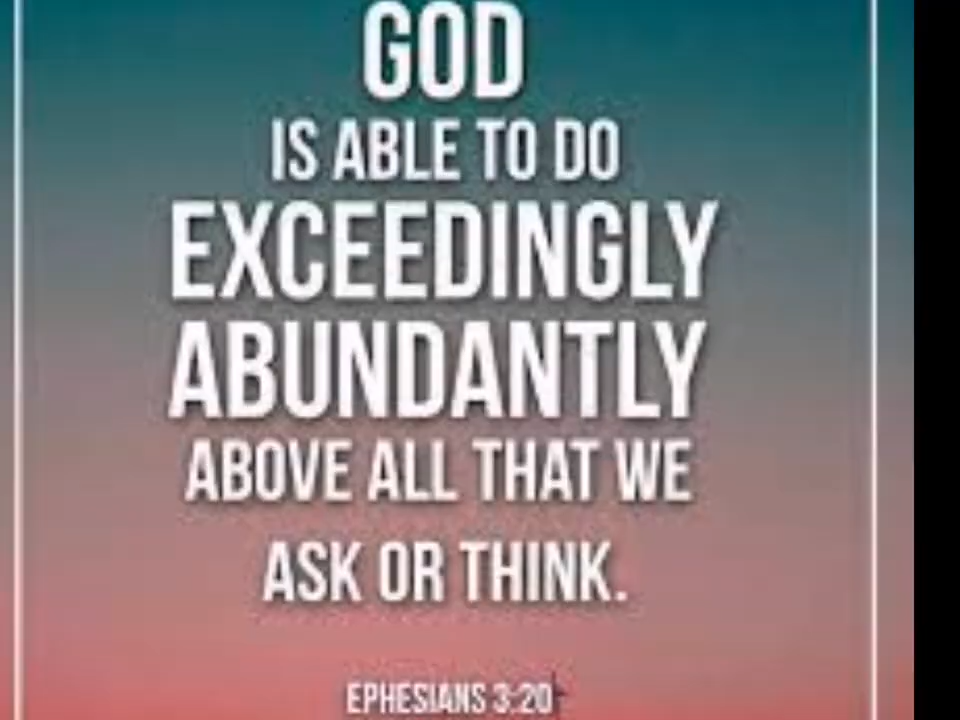 GOD
IS ABLE TO DO
EXCEEDINGLY
ABUNDANTLY
ABOVE ALL THAT WE
ASK OR THINK.
EPHESIANS 3:20